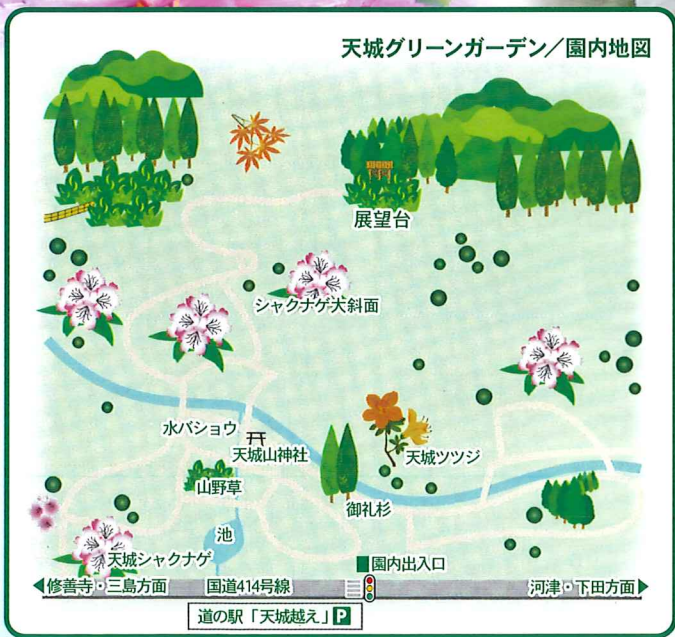 天城グリーンガーデン／園内地図
展望台
シャクナゲ大斜面
水バショウ
天城山神社
天城ツツジ
山野草
御礼杉
池
天城シャクナゲ
園内出入口
修善寺・三島方面
国道414号線
河津・下田方面
道の駅「天城越え」P